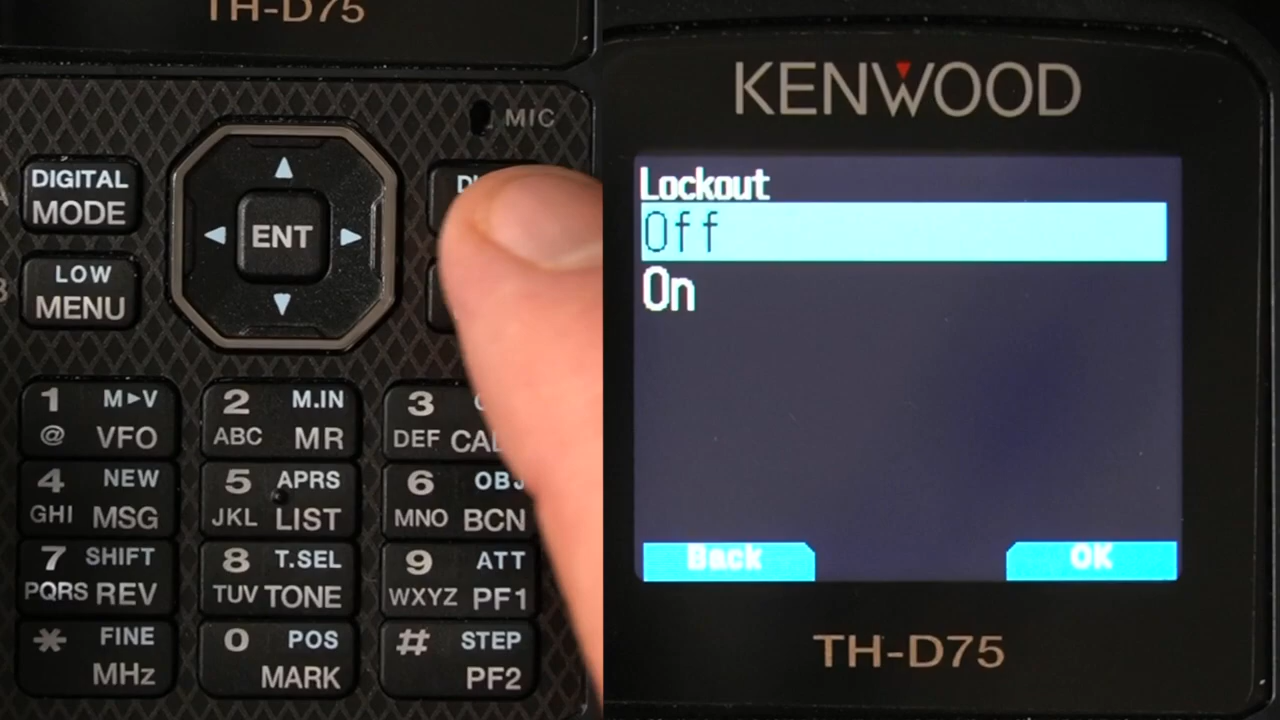 TH-D75
MIC
DIGITAL
MODE
ENT
LOW
MENU
1 M►V
@ VFO
2 M.IN
ABC MR
3
DEF
4 NEW
GHI MSG
5 APRS
JKL LIST
6
MNO BCN
7 SHIFT
PQRS REV
8 T.SEL
TUV TONE
9 ATT
WXYZ PF1
* FINE
MHz
0 POS
MARK
# STEP
PF2
KENWOOD
Lockout
Off
On
Back
OK
TH-D75